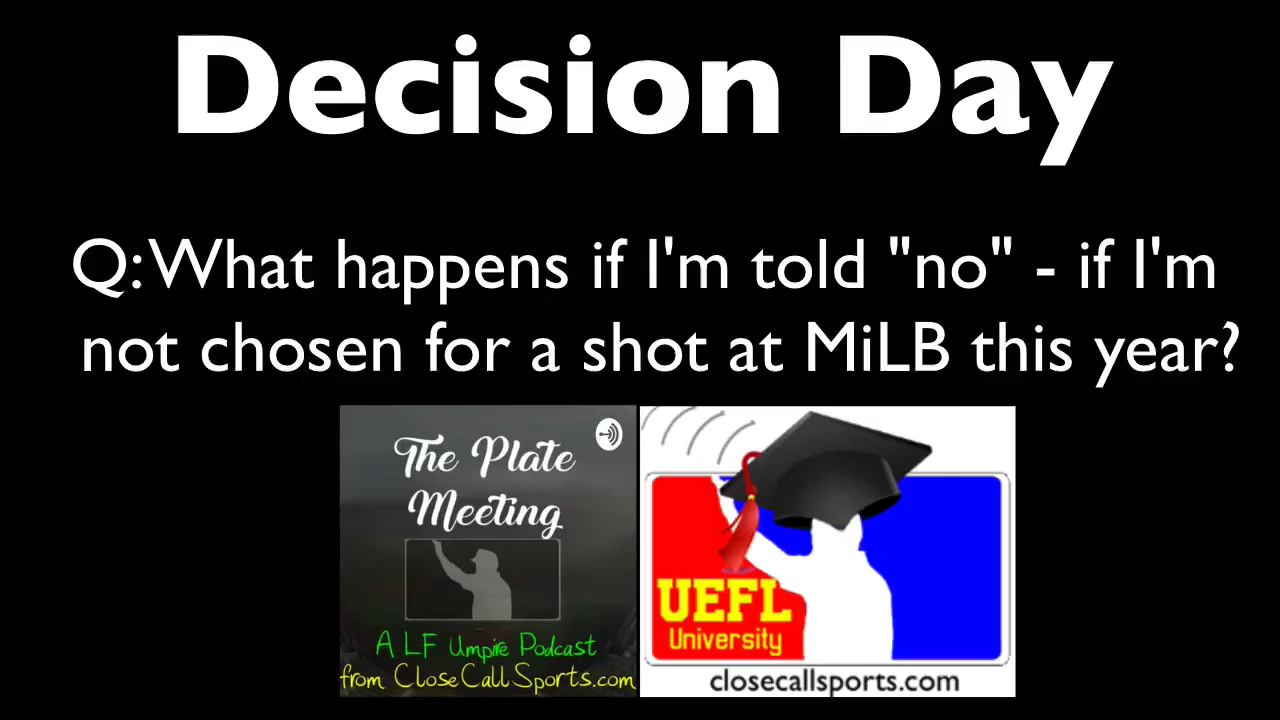 Decision Day
Q: What happens if I'm told "no" - if I'm
not chosen for a shot at MiLB this year?
The Plate
Meeting
A LF Umpire Podcast
from CloseCallSports.com
UEFL
University
closecallsports.com